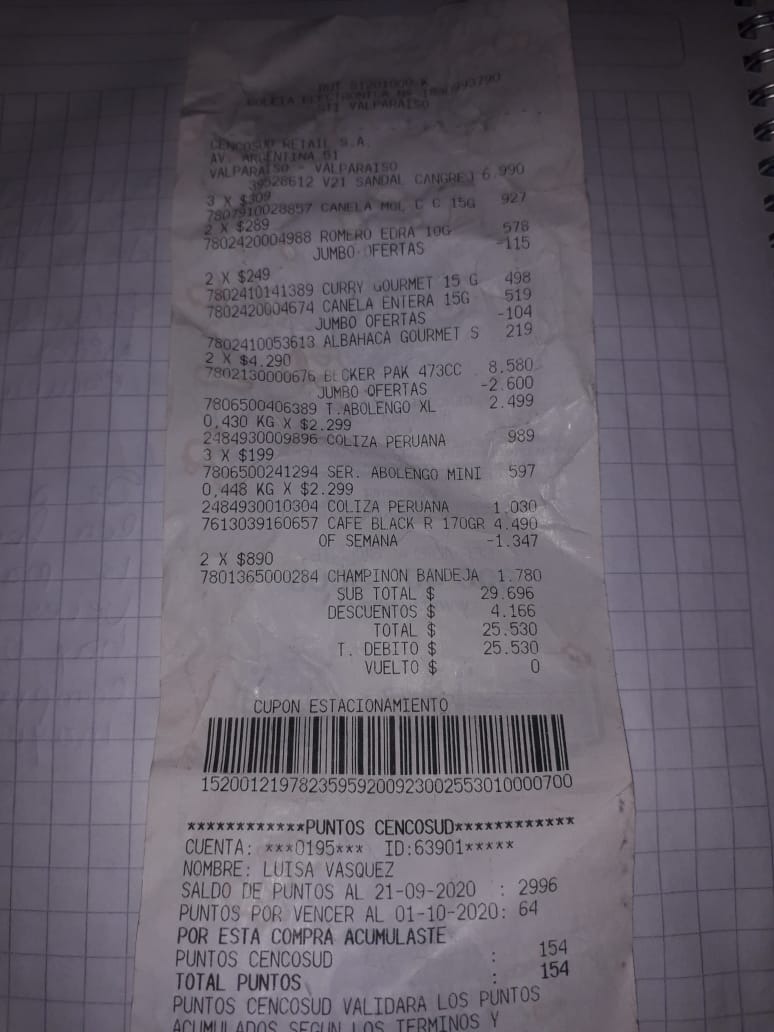 RUT 81201000-K
BOLETA ELECTRONICA Nº
511 VALPARAISO
CENCOSUD RETAIL S.A.
AV. ARGENTINA 51
VALPARAISO - VALPARAISO
39528612 V21 SANDAL CANGREJ 6.990
3 X $309
7807910028857 CANELA MOL C C 15G 927
2 X $289
7802420004988 ROMERO EDRA 10G 578
JUMBO OFERTAS -115
2 X $249
7802410141389 CURRY GOURMET 15 G 498
7802420004674 CANELA ENTERA 15G 519
JUMBO OFERTAS -104
7802410053613 ALBAHACA GOURMET S 219
2 X $4.290
7802130000676 BECKER PAK 473CC 8.580
JUMBO OFERTAS -2.600
7806500406389 T.ABOLENGO XL 2.499
0,430 KG X $2.299
2484930009896 COLIZA PERUANA 989
3 X $199
7806500241294 SER. ABOLENGO MINI 597
0,448 KG X $2.299
2484930010304 COLIZA PERUANA 1.030
7613039160657 CAFE BLACK R 170GR 4.490
OF SEMANA -1.347
2 X $890
7801365000284 CHAMPINON BANDEJA 1.780
SUB TOTAL $ 29.696
DESCUENTOS $ 4.166
TOTAL $ 25.530
T. DEBITO $ 25.530
VUELTO $ 0
CUPON ESTACIONAMIENTO
1520012197823595920092300255301​0000700
************PUNTOS CENCOSUD************
CUENTA: ***0195*** ID:63901*****
NOMBRE: LUISA VASQUEZ
SALDO DE PUNTOS AL 21-09-2020 : 2996
PUNTOS POR VENCER AL 01-10-2020: 64
POR ESTA COMPRA ACUMULASTE
PUNTOS CENCOSUD : 154
TOTAL PUNTOS : 154
PUNTOS CENCOSUD VALIDARA LOS PUNTOS
ACUMULADOS SEGUN LOS TERMINOS Y